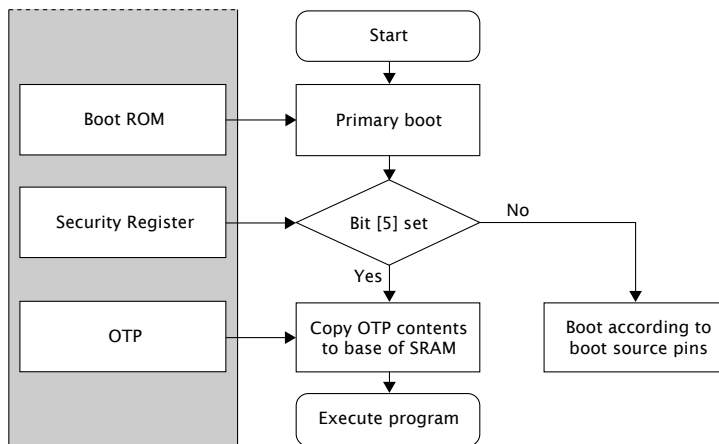 Start
Boot ROM
Primary boot
Security Register
Bit [5] set
No
Yes
OTP
Copy OTP contents
to base of SRAM
Boot according to
boot source pins
Execute program